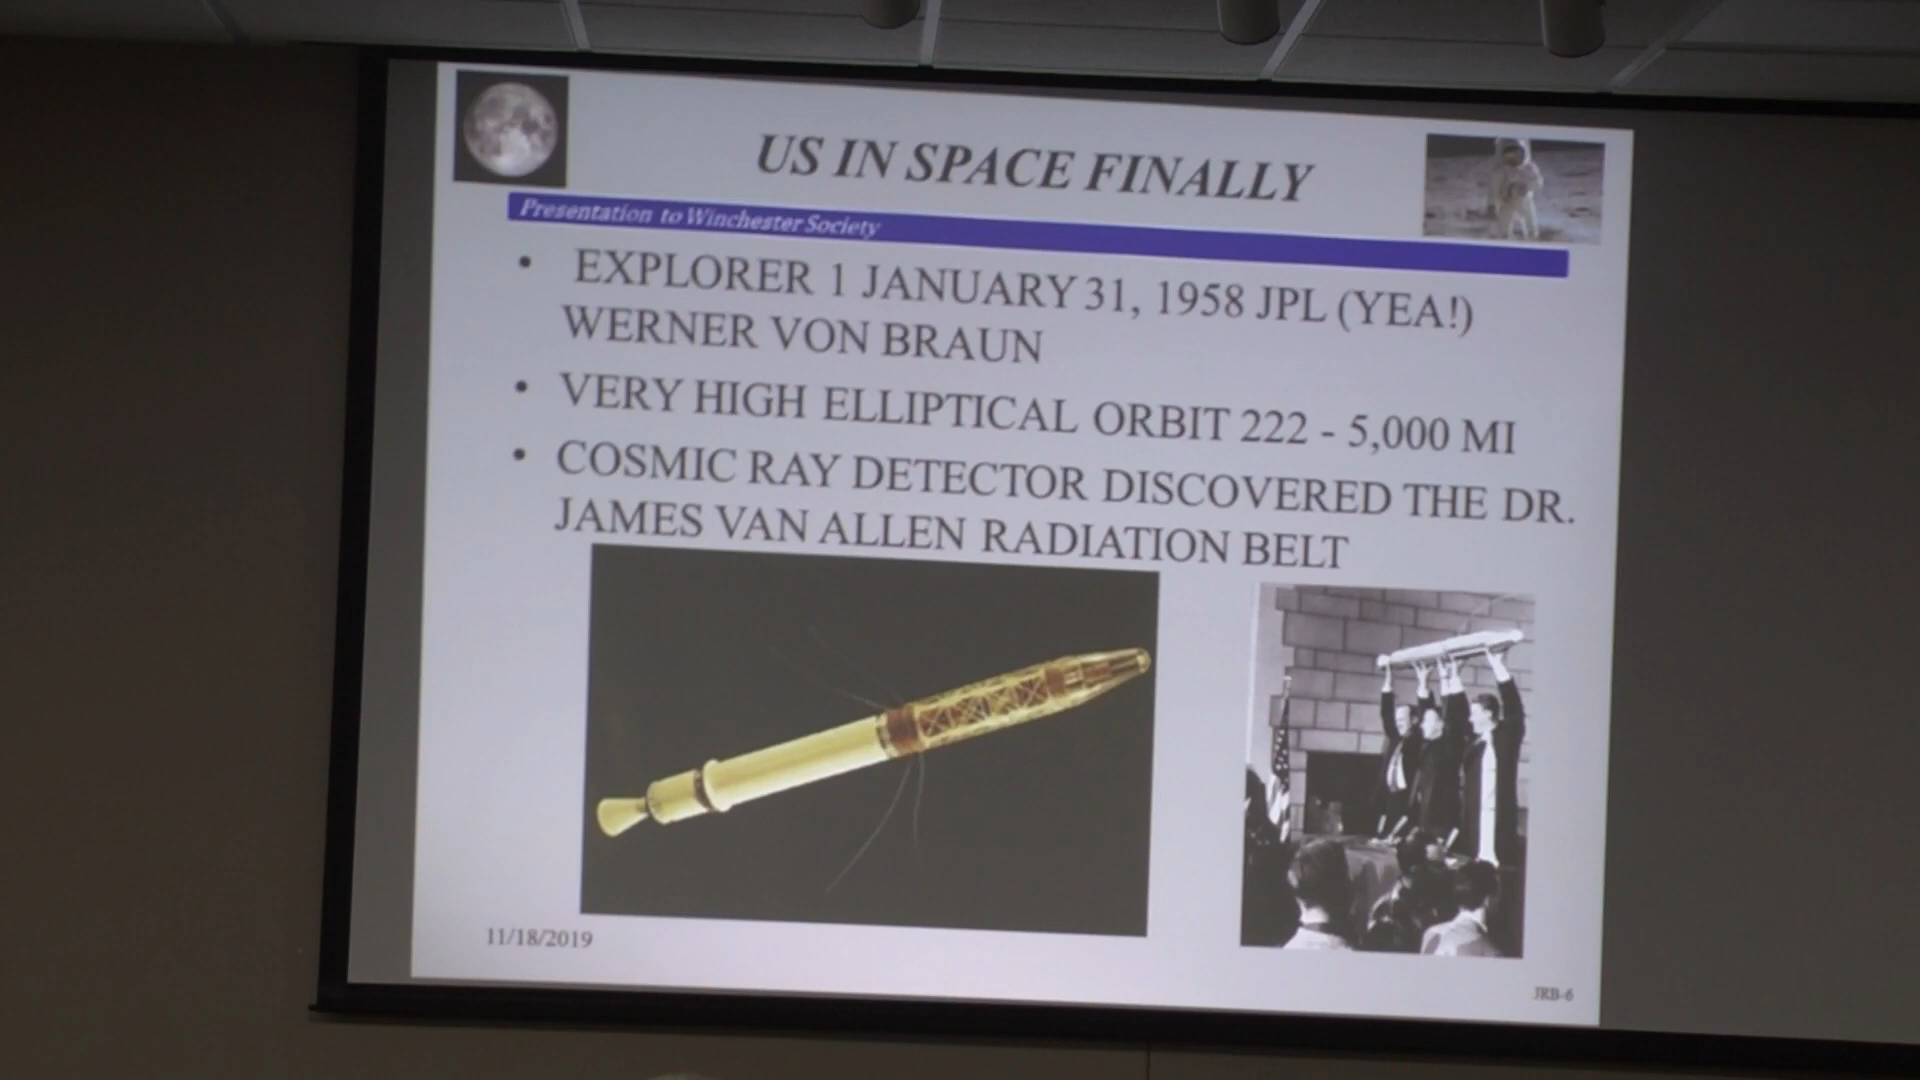 US IN SPACE FINALLY
Presentation to Winchester Society
• EXPLORER 1 JANUARY 31, 1958 JPL (YEA!)
WERNER VON BRAUN
• VERY HIGH ELLIPTICAL ORBIT 222 - 5,000 MI
• COSMIC RAY DETECTOR DISCOVERED THE DR.
JAMES VAN ALLEN RADIATION BELT
11/18/2019
JRB-6